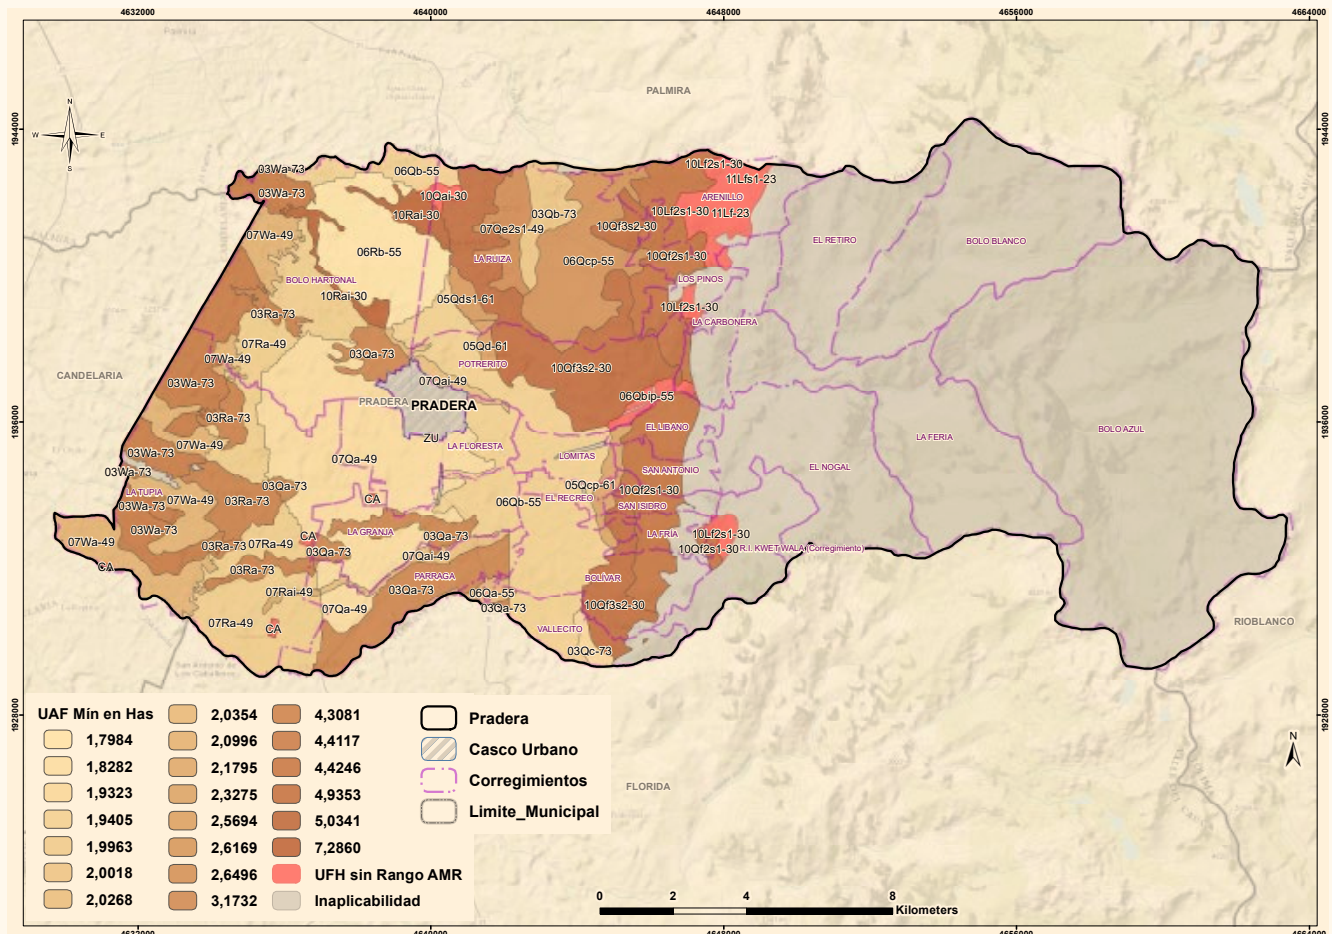 4632000 4640000 4648000 4656000 4664000
1944000
1944000
1936000
1936000
1928000
1928000
N
W E
S
PALMIRA
CANDELARIA
FLORIDA
RIOBLANCO
03Wa-73
06Qb-55
10Lf2s1-30
11Lfs1-23
03Wa-73
10Qai-30
ARENILLO
10Rai-30
03Qb-73
10Lf2s1-30
11Lf-23
07Wa-49
07Qe2s1-49
10Qf3s2-30
EL RETIRO
BOLO BLANCO
06Rb-55
LA RUIZA
06Qcp-55
10Qf2s1-30
BOLO HARTONAL
LOS PINOS
10Rai-30
05Qds1-61
10Lf2s1-30
03Ra-73
LA CARBONERA
07Ra-49
05Qd-61
07Wa-49
03Qa-73
POTRERITO
10Qf3s2-30
03Wa-73
07Qai-49
06Qbip-55
PRADERA
PRADERA
03Ra-73
EL LIBANO
BOLO AZUL
ZU
LA FLORESTA
LA FERIA
07Wa-49
03Wa-73
07Qa-49
LOMITAS
EL NOGAL
03Wa-73
SAN ANTONIO
05Qcp-61
10Qf2s1-30
LA TUPIA
03Qa-73
07Wa-49
03Ra-73
CA
06Qb-55
EL RECREO
03Wa-73
SAN ISIDRO
03Wa-73
CA
LA GRANJA
03Qa-73
LA FRÍA
10Lf2s1-30
07Wa-49
03Ra-73
07Ra-49
03Qa-73
07Qai-49
10Qf2s1-30
R.I. KWET WALA (Corregimiento)
CA
03Ra-73
PARRAGA
BOLÍVAR
07Rai-49
03Qa-73
06Qa-55
07Qa-49
03Qa-73
10Qf3s2-30
07Ra-49
CA
VALLECITO
03Qc-73
UAF Mín en Has
1,7984
1,8282
1,9323
1,9405
1,9963
2,0018
2,0268
2,0354
2,0996
2,1795
2,3275
2,5694
2,6169
2,6496
3,1732
4,3081
4,4117
4,4246
4,9353
5,0341
7,2860
UFH sin Rango AMR
Inaplicabilidad
Pradera
Casco Urbano
Corregimientos
Limite_Municipal
0 2 4 8
Kilometers
N
4632000 4640000 4648000 4656000 4664000